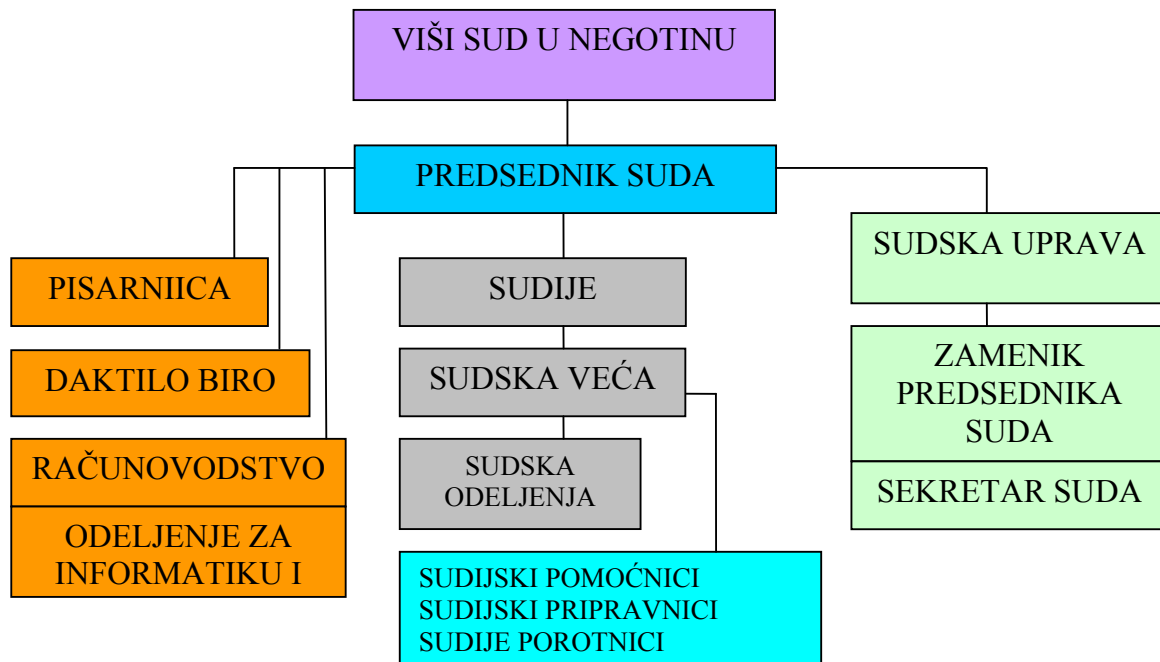 VIŠI SUD U NEGOTINU
PREDSEDNIK SUDA
PISARNIICA
DAKTILO BIRO
RAČUNOVODSTVO
ODELJENJE ZA
INFORMATIKU I
SUDIJE
SUDSKA VEĆA
SUDSKA
ODELJENJA
SUDIJSKI POMOĆNICI
SUDIJSKI PRIPRAVNICI
SUDIJE POROTNICI
SUDSKA UPRAVA
ZAMENIK
PREDSEDNIKA
SUDA
SEKRETAR SUDA